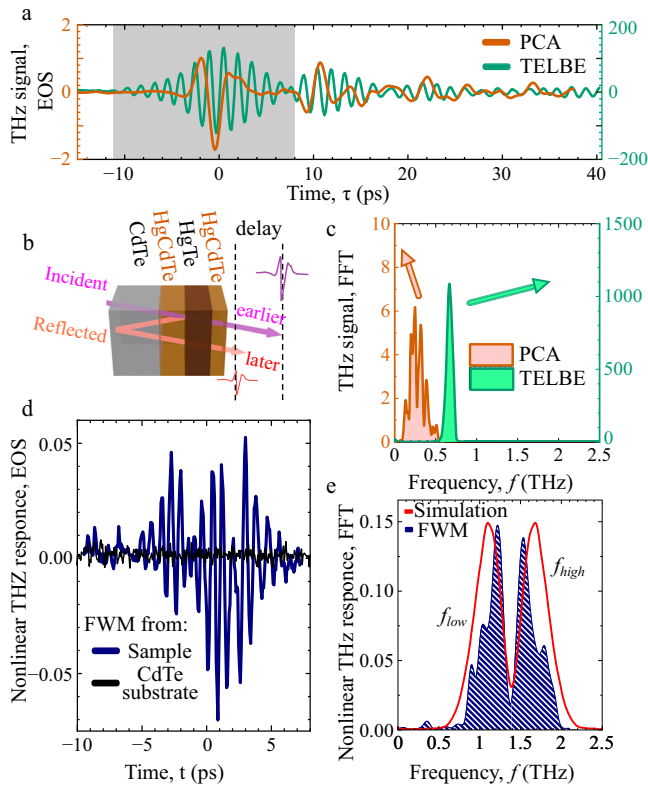 a
THz signal,
EOS
2
0
−2
PCA
TELBE
200
0
−200
−10
0
10
20
30
40
Time, τ (ps)
b
CdTe
HgCdTe
HgTe
HgCdTe
delay
Incident
Reflected
earlier
later
c
THz signal, FFT
10
8
6
4
2
0
1500
1000
500
0
PCA
TELBE
0
0.5
1
1.5
2
2.5
Frequency, f (THz)
d
Nonlinear THZ responce, EOS
0.05
0.00
−0.05
FWM from:
Sample
CdTe
substrate
−10
−5
0
5
Time, t (ps)
e
Nonlinear THz responce, FFT
0.15
0.10
0.05
0.00
Simulation
FWM
flow
fhigh
0
0.5
1
1.5
2
2.5
Frequency, f (THz)